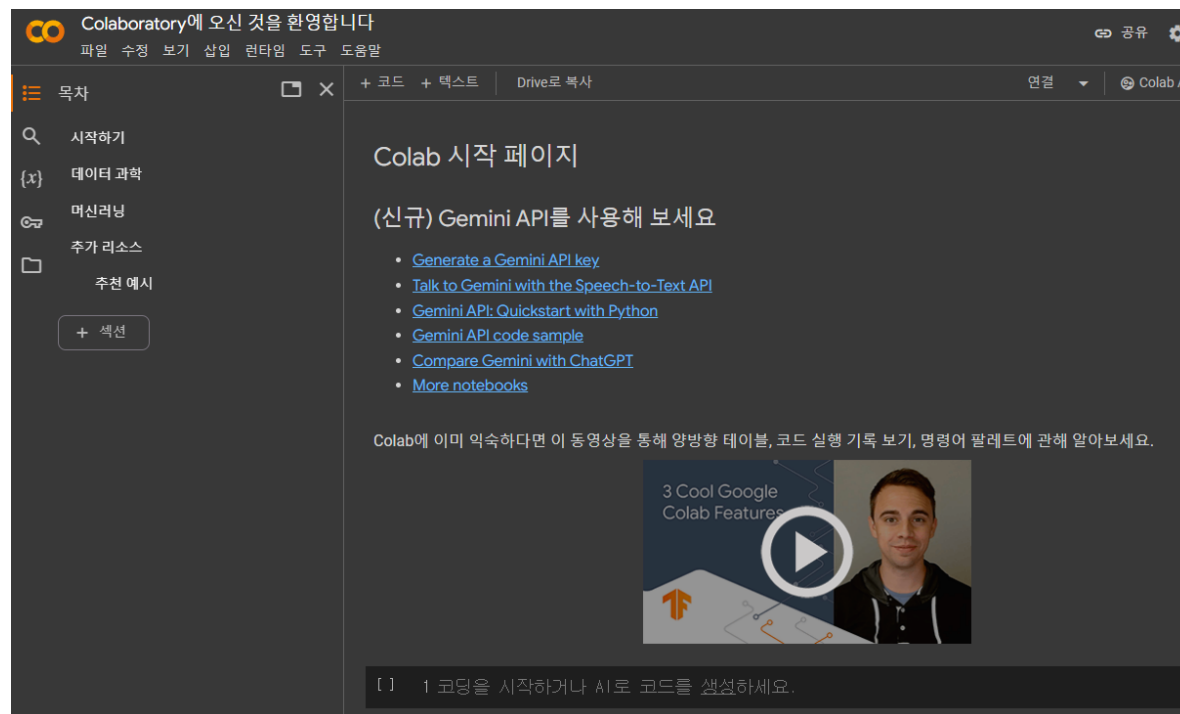 Colaboratory에 오신 것을 환영합니다
파일 수정 보기 삽입 런타임 도구 도움말
공유
목차
+ 코드 + 텍스트 Drive로 복사
연결
Colab
시작하기
데이터 과학
머신러닝
추가 리소스
추천 예시
+ 섹션
Colab 시작 페이지
(신규) Gemini API를 사용해 보세요
Generate a Gemini API key
Talk to Gemini with the Speech-to-Text API
Gemini API: Quickstart with Python
Gemini API code sample
Compare Gemini with ChatGPT
More notebooks
Colab에 이미 익숙하다면 이 동영상을 통해 양방향 테이블, 코드 실행 기록 보기, 명령어 팔레트에 관해 알아보세요.
3 Cool Google
Colab Features
[ ] 1 코딩을 시작하거나 AI로 코드를 생성하세요.